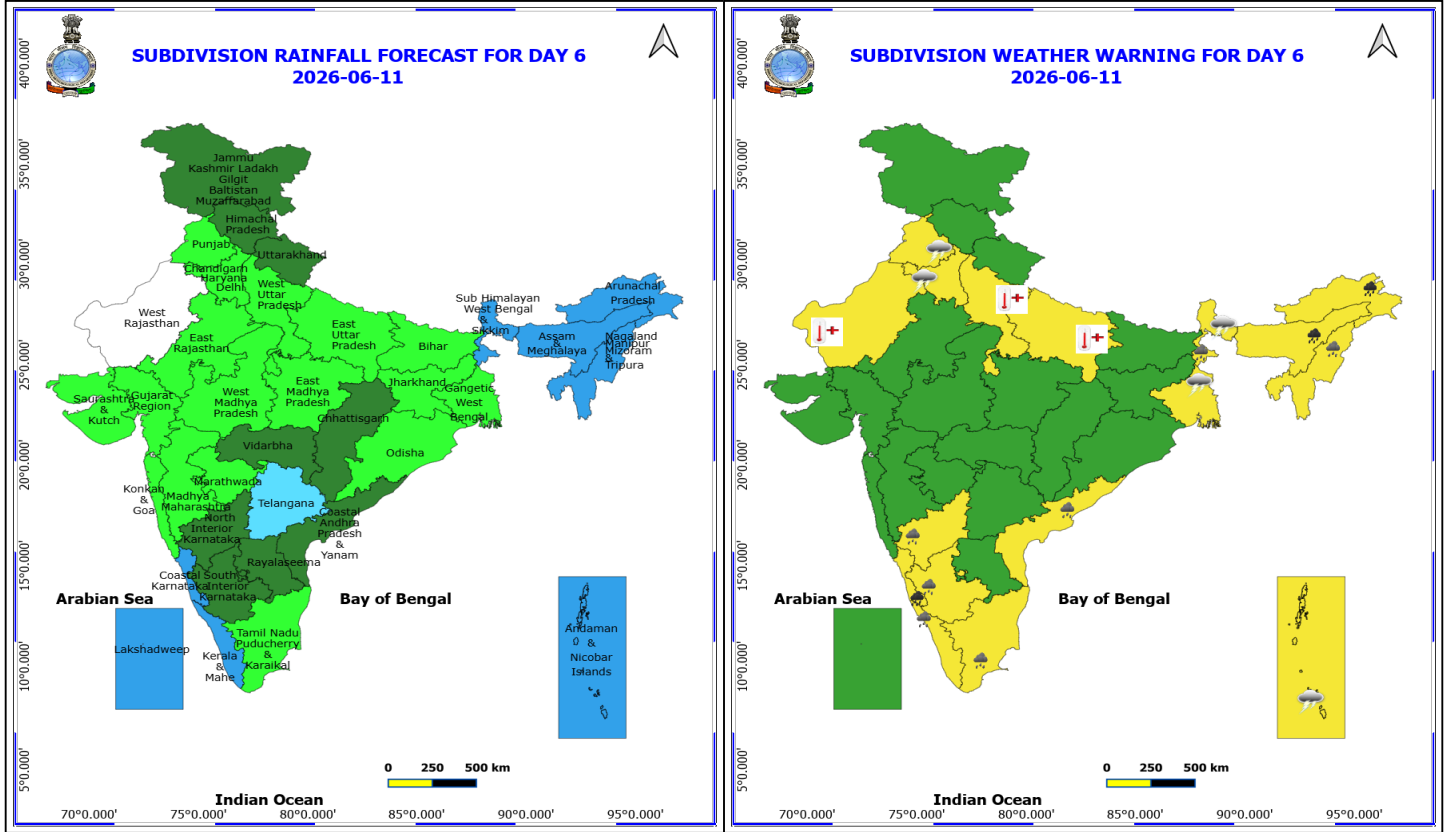 SUBDIVISION RAINFALL FORECAST FOR DAY 6
2026-06-11
40°0.000'
35°0.000'
30°0.000'
25°0.000'
20°0.000'
15°0.000'
10°0.000'
5°0.000'
Jammu
Kashmir Ladakh
Gilgit
Baltistan
Muzaffarabad
Himachal
Pradesh
Punjab
Uttarakhand
Chandigarh
Haryana
Delhi
West
Uttar
Pradesh
West
Rajasthan
East
Rajasthan
East
Uttar
Pradesh
Bihar
Sub Himalayan
West Bengal
&
Sikkim
Arunachal
Pradesh
Assam
&
Meghalaya
Nagaland
Manipur
Mizoram
&
Tripura
Saurashtra
&
Kutch
Gujarat
Region
West
Madhya
Pradesh
East
Madhya
Pradesh
Jharkhand
Gangetic
West
Bengal
Chhattisgarh
Vidarbha
Odisha
Konkan
&
Goa
Madhya
Maharashtra
Marathwada
Telangana
North
Interior
Karnataka
Coastal
Andhra
Pradesh
&
Yanam
Rayalaseema
Coastal
Karnataka
South
Interior
Karnataka
Arabian Sea
Bay of Bengal
Lakshadweep
Kerala
&
Mahe
Tamil Nadu
Puducherry
&
Karaikal
Andaman
&
Nicobar
Islands
0 250 500 km
Indian Ocean
70°0.000' 75°0.000' 80°0.000' 85°0.000' 90°0.000' 95°0.000'
SUBDIVISION WEATHER WARNING FOR DAY 6
2026-06-11
40°0.000'
35°0.000'
30°0.000'
25°0.000'
20°0.000'
15°0.000'
10°0.000'
5°0.000'
Arabian Sea
Bay of Bengal
0 250 500 km
Indian Ocean
70°0.000' 75°0.000' 80°0.000' 85°0.000' 90°0.000' 95°0.000'